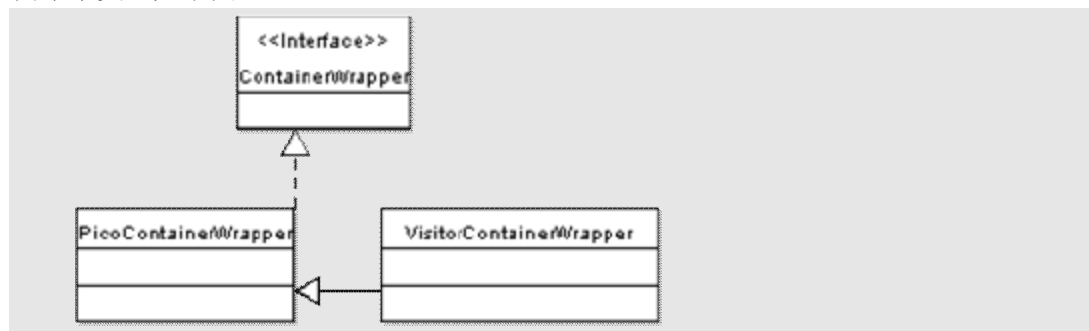 <<Interface>>
ContainerWrapper
PicoContainerWrapper
VisitorContainerWrapper